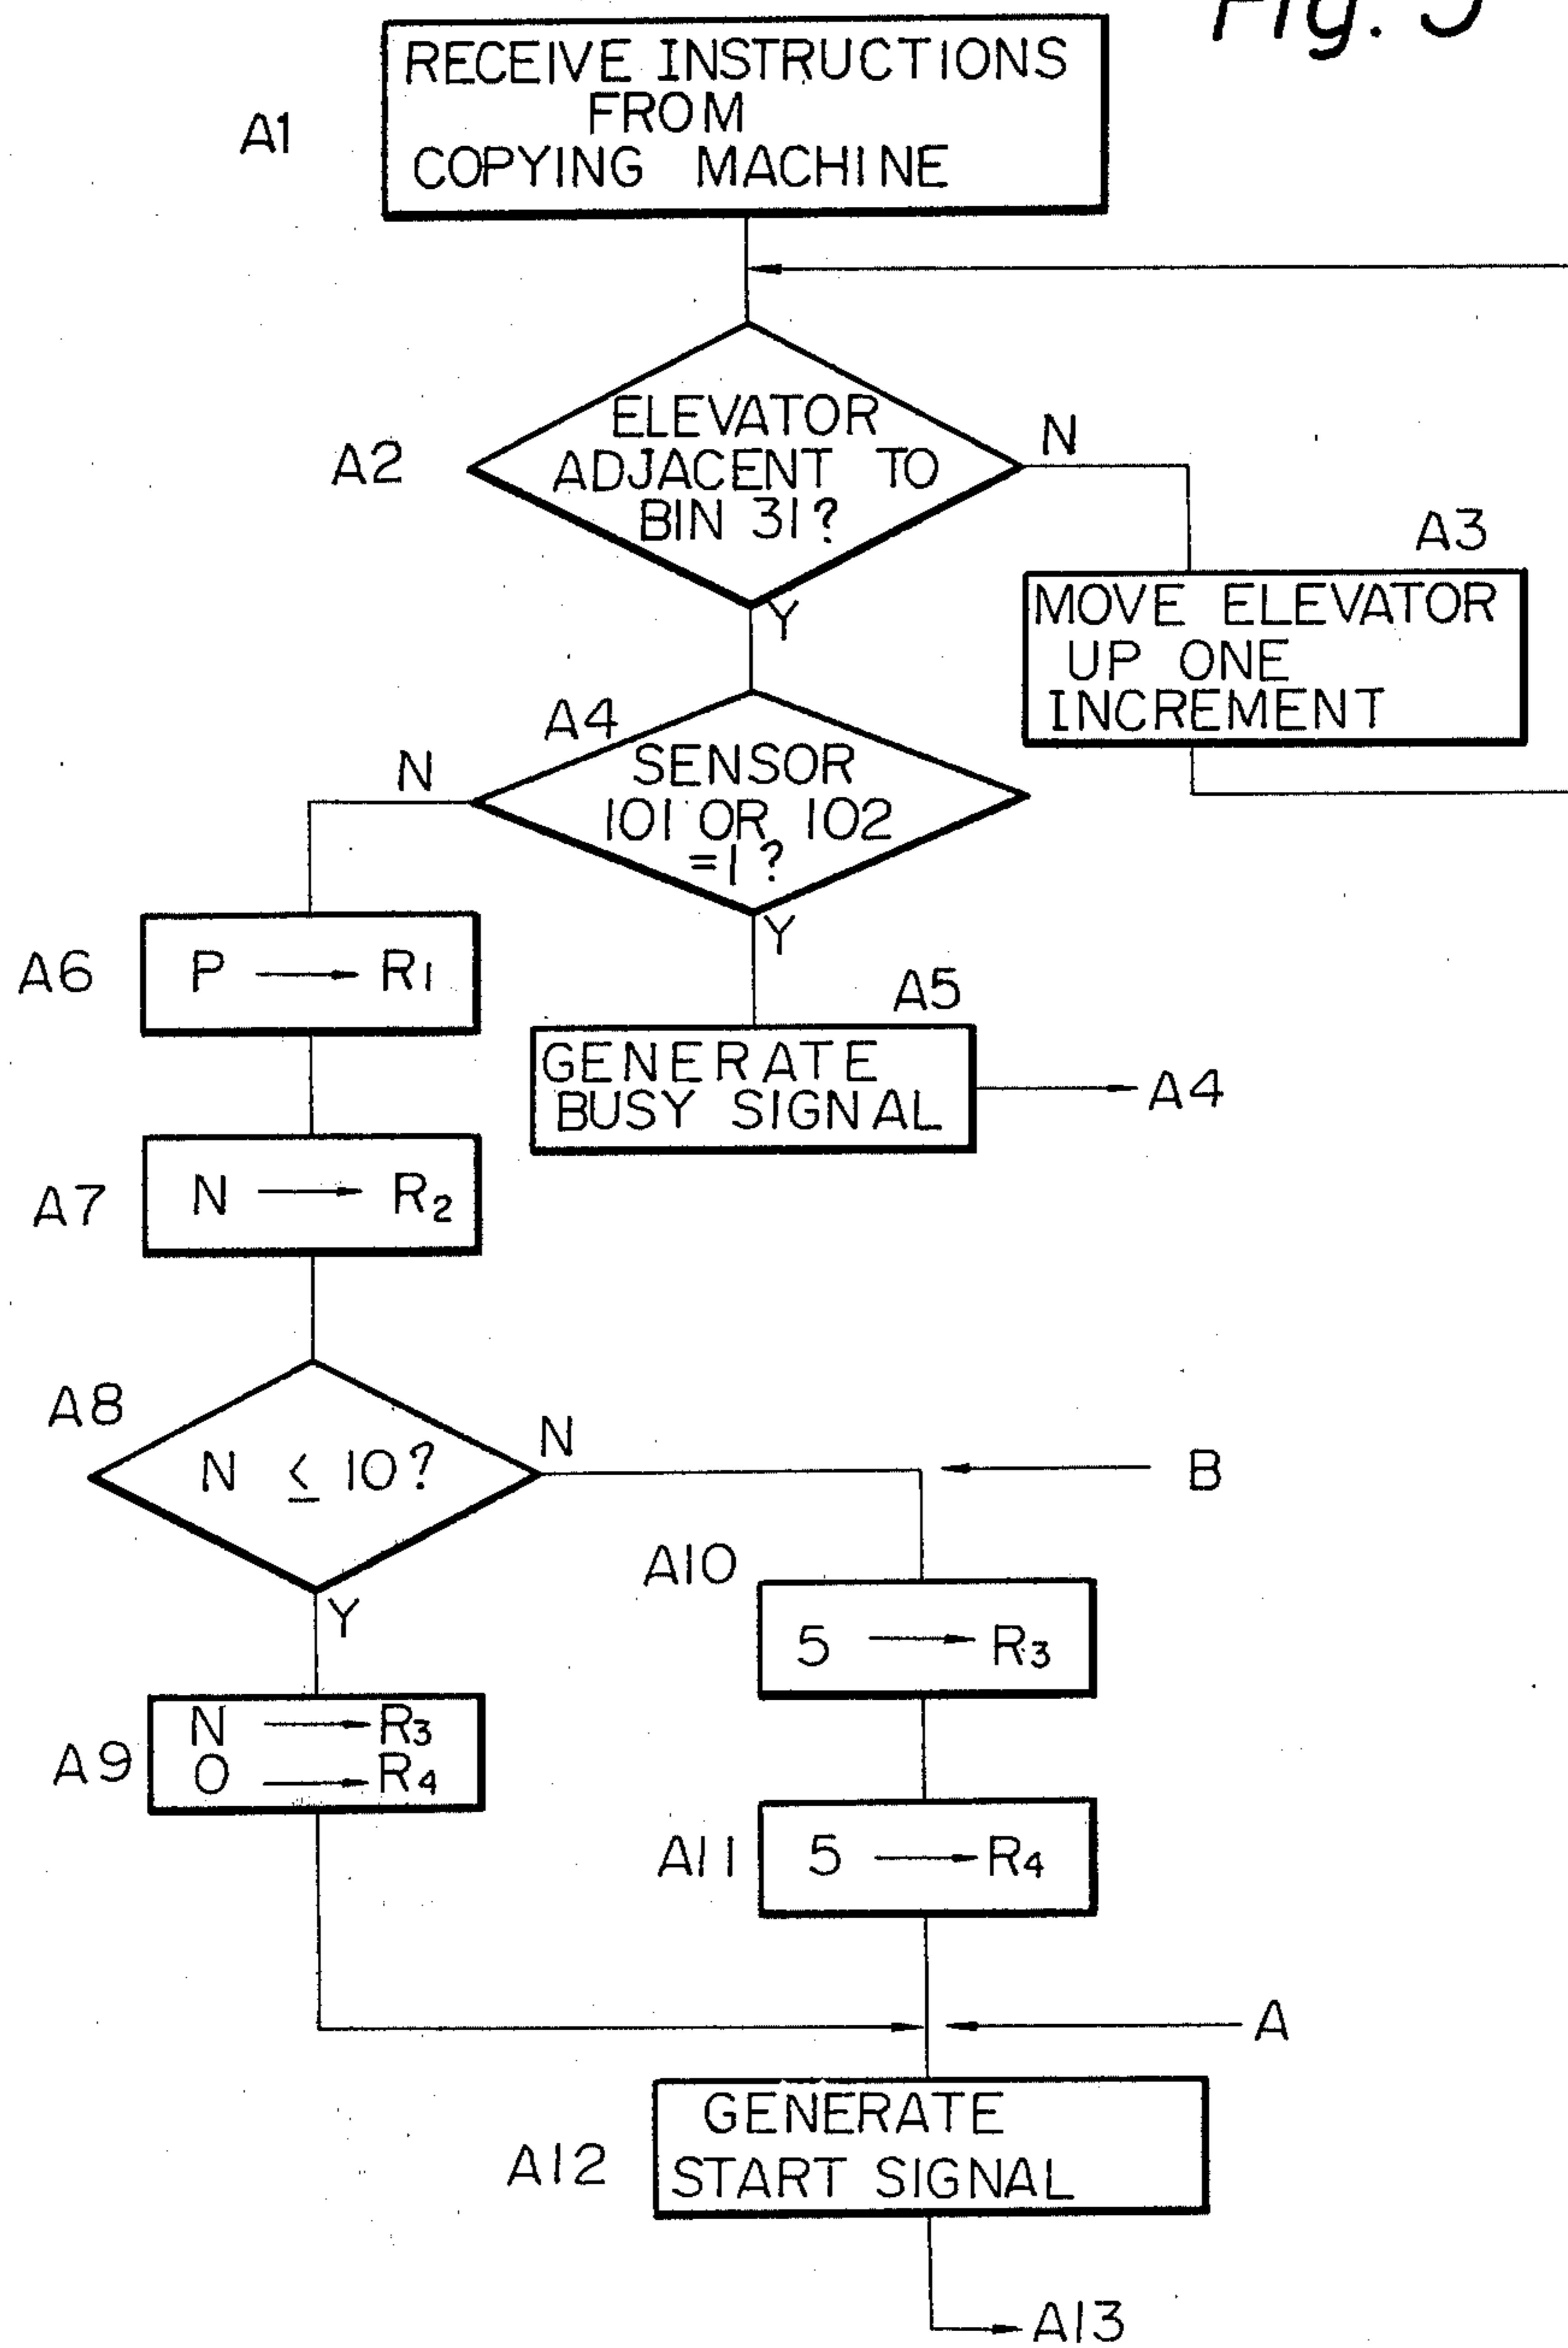 Fig. 5
A1
RECEIVE INSTRUCTIONS
FROM
COPYING MACHINE
A2
ELEVATOR
ADJACENT TO
BIN 31?
N
Y
A3
MOVE ELEVATOR
UP ONE
INCREMENT
A4
SENSOR
101 OR 102
=1?
N
Y
A5
GENERATE
BUSY SIGNAL
A4
A6
P → R1
A7
N → R2
A8
N ≤ 10?
N
Y
B
A10
5 → R3
A9
N → R3
0 → R4
A11
5 → R4
A
A12
GENERATE
START SIGNAL
A13